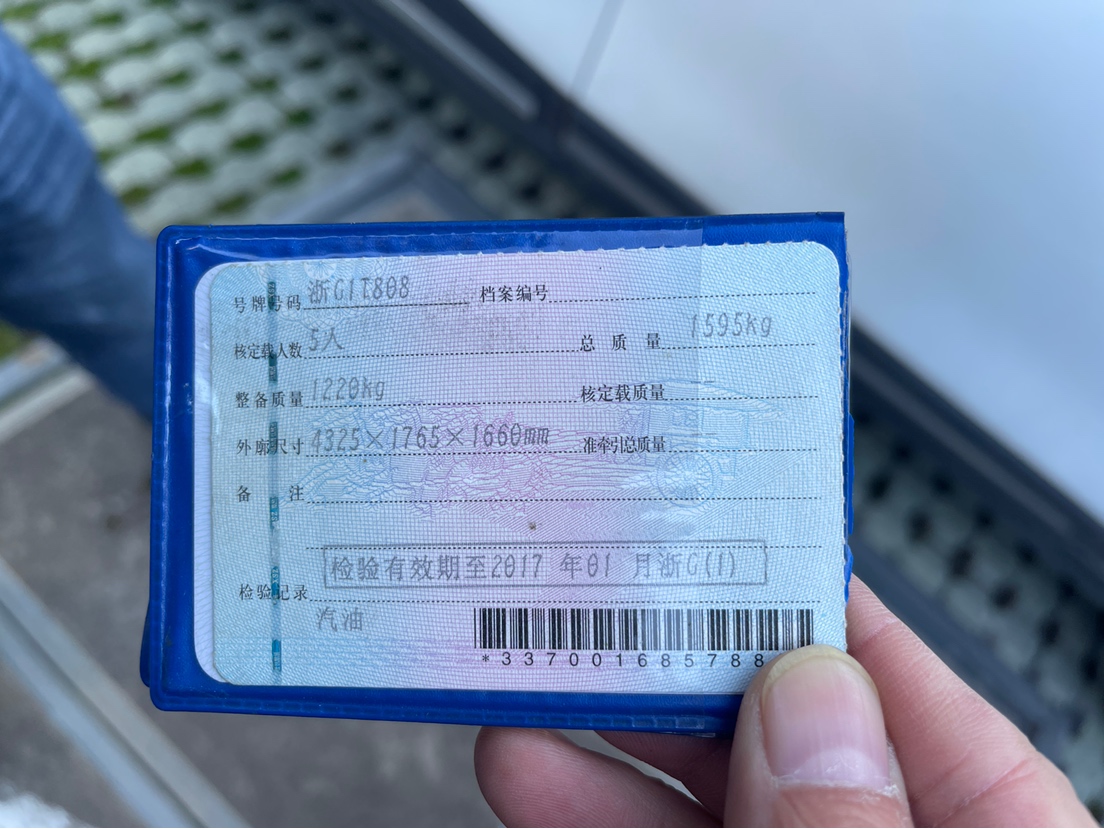 号牌号码 浙G1T808 档案编号
核定载人数 5人 总质量 1595kg
整备质量 1220kg 核定载质量
外廓尺寸 4325×1765×1660mm 准牵引总质量
备注
检验有效期至2017 年01 月浙G(1)
检验记录
汽油
*337001685788